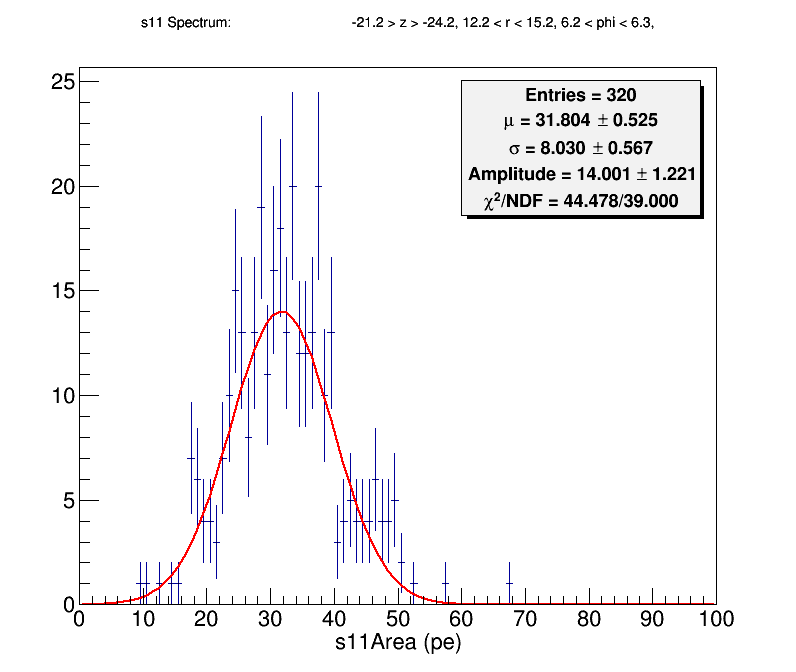 s11 Spectrum: -21.2 > z > -24.2, 12.2 < r < 15.2, 6.2 < phi < 6.3,
Entries = 320
μ = 31.804 ± 0.525
σ = 8.030 ± 0.567
Amplitude = 14.001 ± 1.221
χ²/NDF = 44.478/39.000
25
20
15
10
5
0
0 10 20 30 40 50 60 70 80 90 100
s11Area (pe)